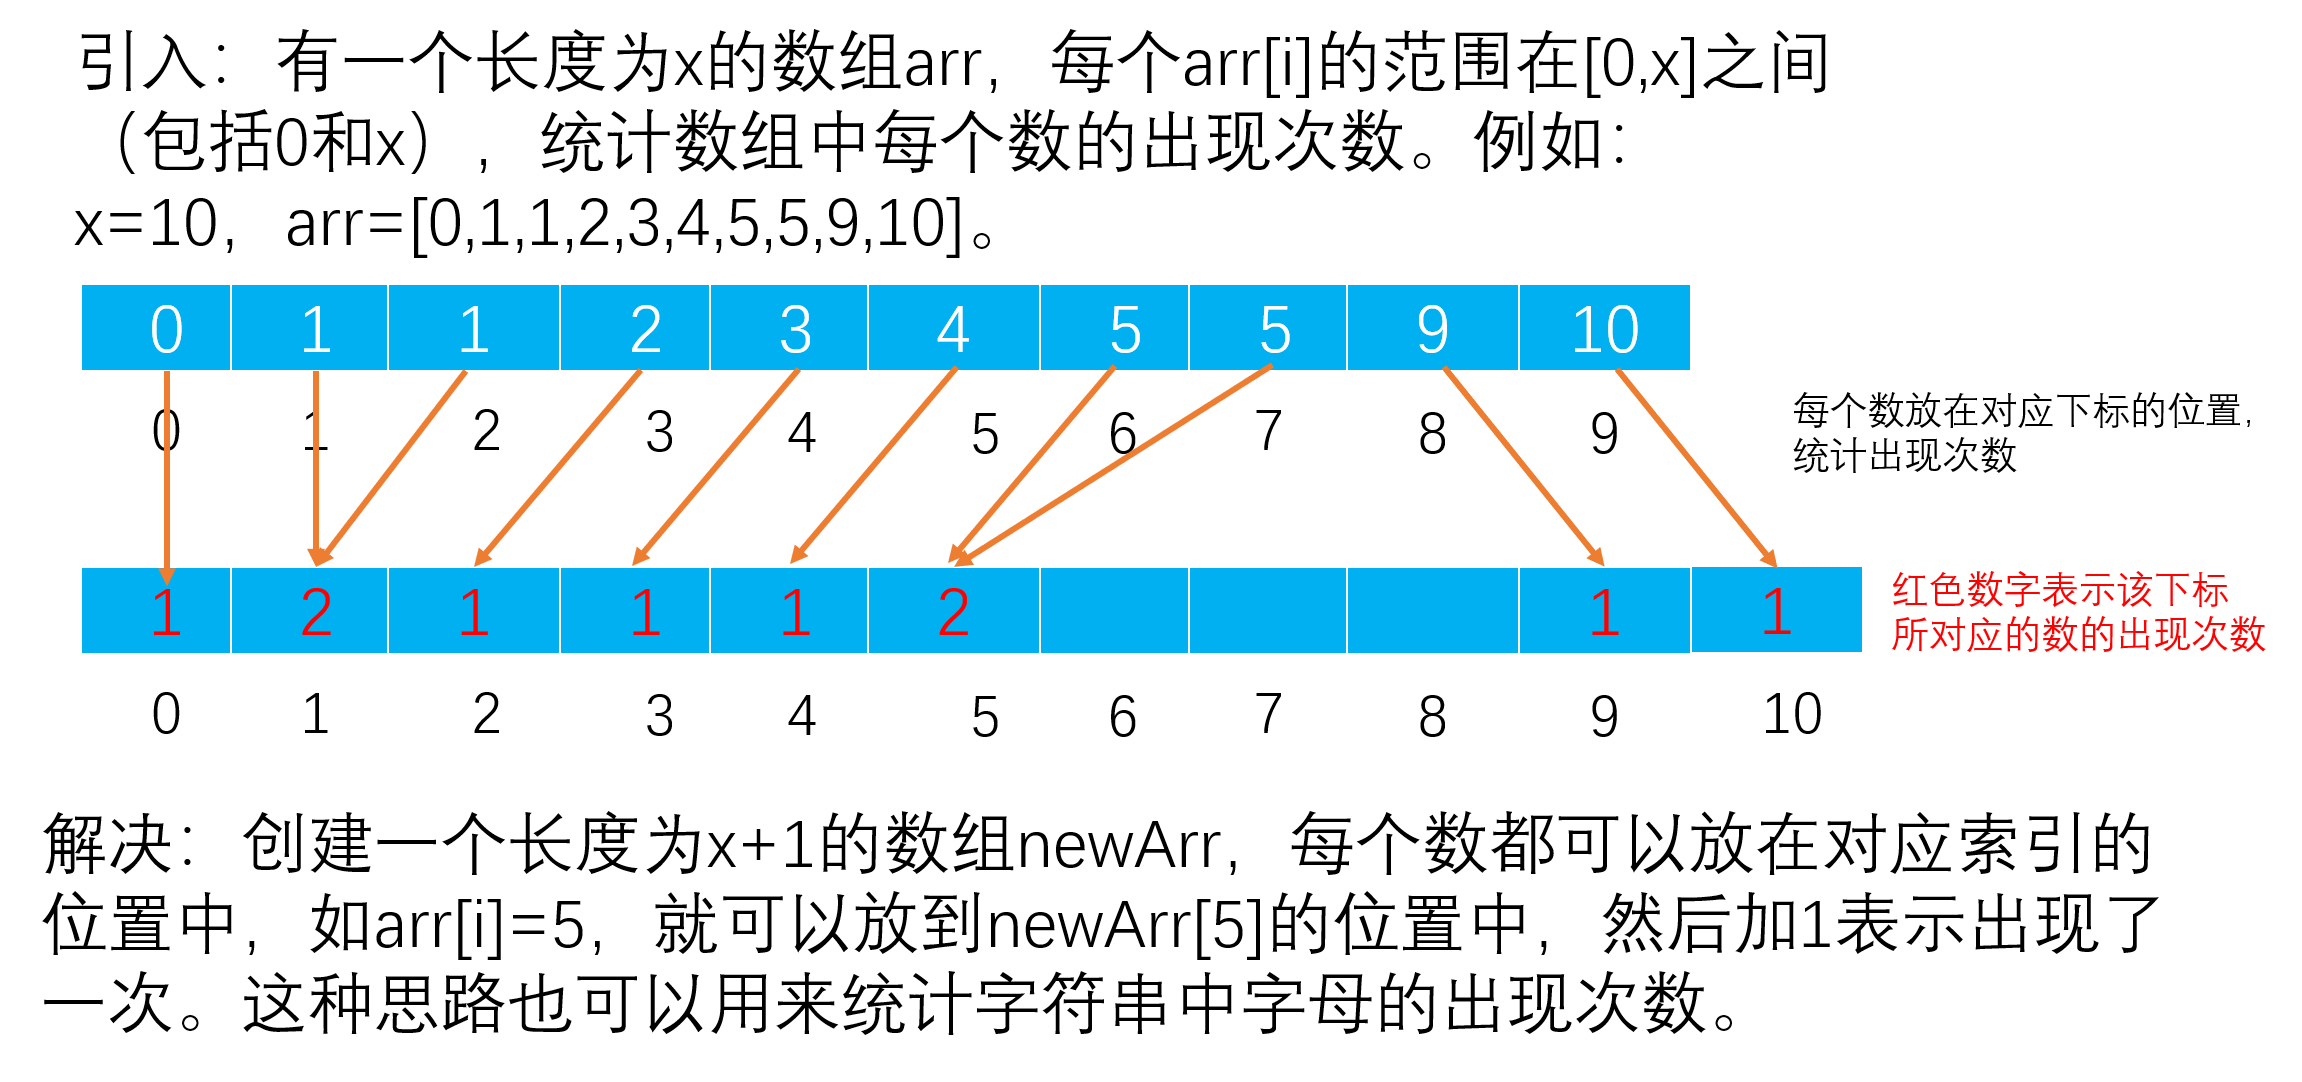 引入：有一个长度为x的数组arr，每个arr[i]的范围在[0,x]之间
（包括0和x），统计数组中每个数的出现次数。例如：
x=10，arr=[0,1,1,2,3,4,5,5,9,10]。
0 1 1 2 3 4 5 5 9 10
0 1 2 3 4 5 6 7 8 9
每个数放在对应下标的位置，
统计出现次数
1 2 1 1 1 2 1 1
红色数字表示该下标
所对应的数的出现次数
0 1 2 3 4 5 6 7 8 9 10
解决：创建一个长度为x+1的数组newArr，每个数都可以放在对应索引的
位置中，如arr[i]=5，就可以放到newArr[5]的位置中，然后加1表示出现了
一次。这种思路也可以用来统计字符串中字母的出现次数。